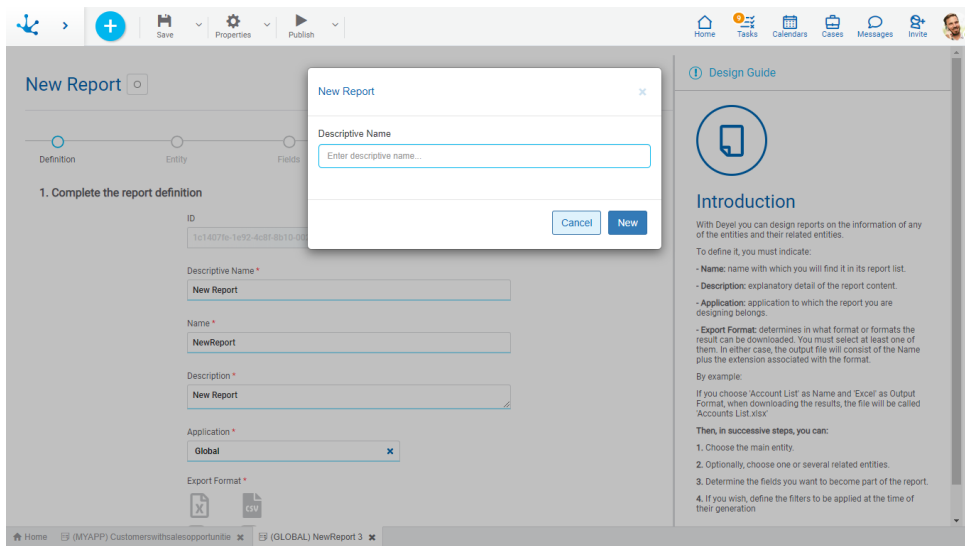 Save
Properties
Publish
Home
9
Tasks
Calendars
Cases
Messages
Invite
New Report
Definition
Entity
Fields
1. Complete the report definition
ID
Descriptive Name *
New Report
Name *
NewReport
Description *
New Report
Application *
Global
Export Format *
X
CSV
New Report
Descriptive Name
Enter descriptive name...
Cancel
New
Design Guide
Introduction
With Deyel you can design reports on the information of any
of the entities and their related entities.
To define it, you must indicate:
- Name: name with which you will find it in its report list.
- Description: explanatory detail of the report content.
- Application: application to which the report you are
designing belongs.
- Export Format: determines in what format or formats the
result can be downloaded. You must select at least one of
them. In either case, the output file will consist of the Name
plus the extension associated with the format.
By example:
If you choose 'Account List' as Name and 'Excel' as Output
Format, when downloading the results, the file will be called
'Accounts List.xlsx'
Then, in successive steps, you can:
1. Choose the main entity.
2. Optionally, choose one or several related entities.
3. Determine the fields you want to become part of the report.
4. If you wish, define the filters to be applied at the time of
their generation
Home
(MYAPP) Customerswithsalesopportunitie
(GLOBAL) NewReport 3